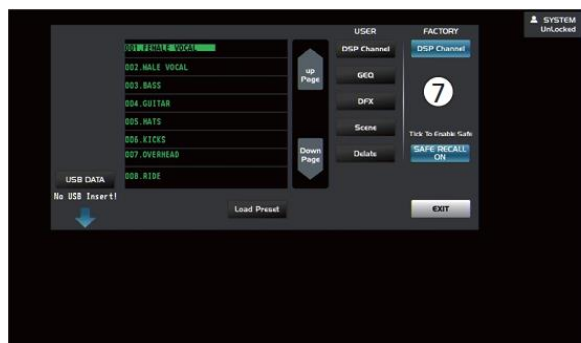 SYSTEM
UnLocked
USER
FACTORY
001.FEMALE VOCAL
002.MALE VOCAL
003.BASS
004.GUITAR
005.HATS
006.KICKS
007.OVERHEAD
008.RIDE
up
Page
Down
Page
DSP Channel
GEQ
DFX
Scene
Delate
DSP Channel
7
Tick To Enable Safe
SAFE RECALL
ON
USB DATA
No USB Insert!
Load Preset
EXIT